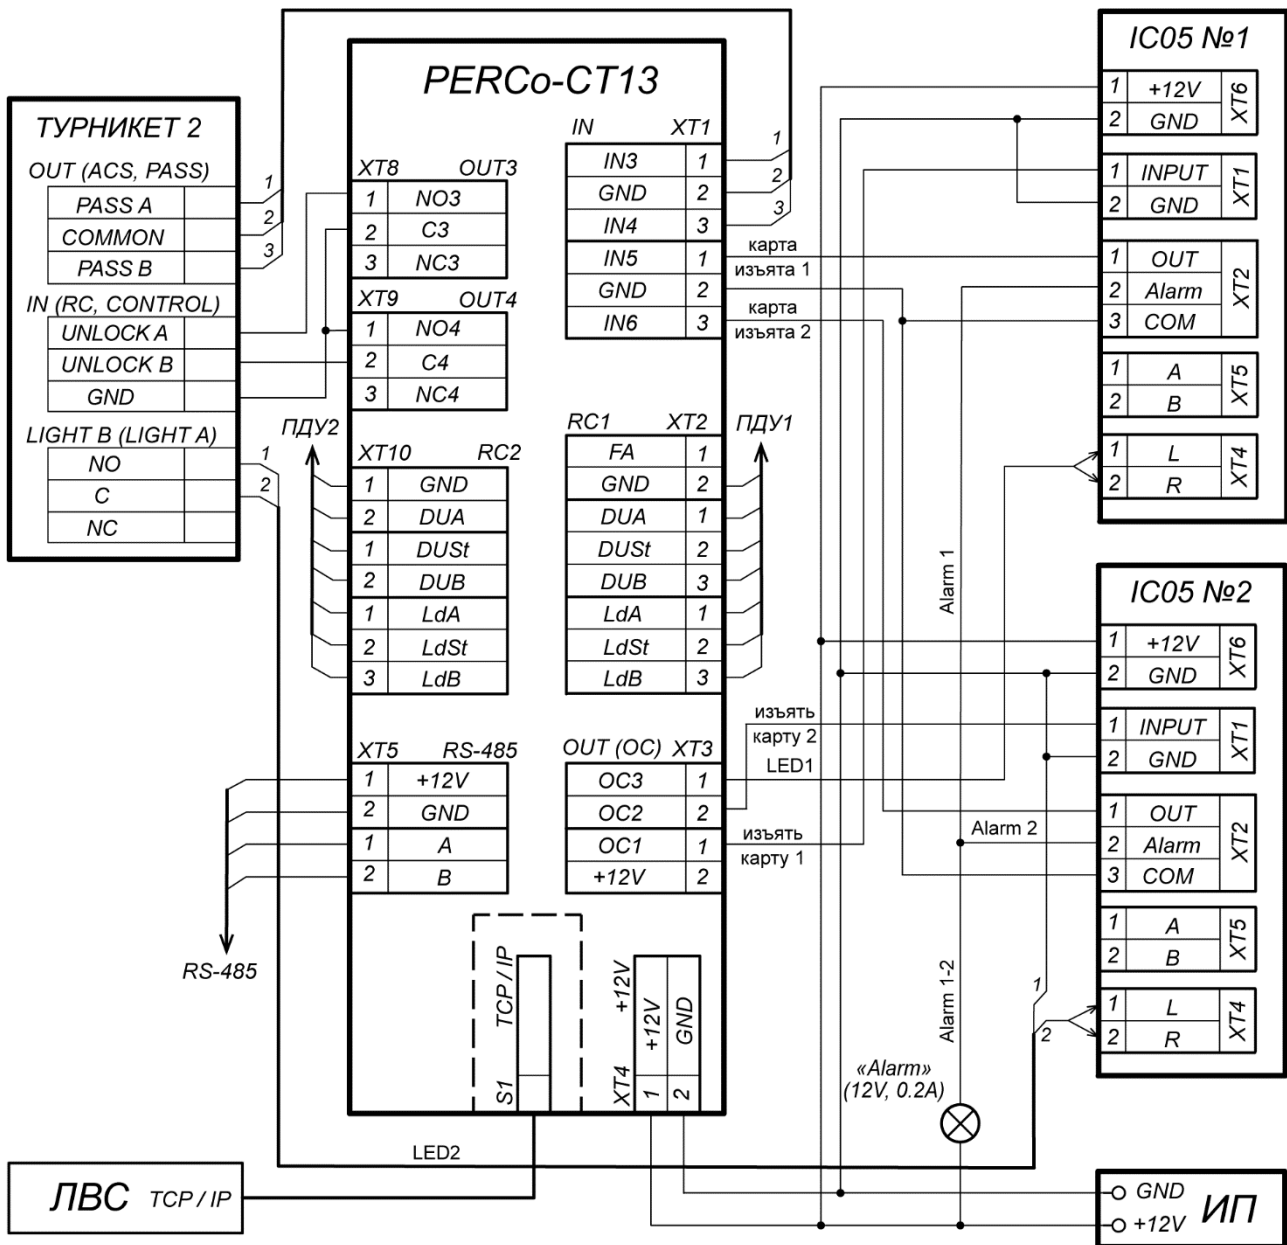 IC05 №1
1 +12V XT6
2 GND
1 INPUT XT1
2 GND
1 OUT XT2
2 Alarm
3 COM
1 A XT5
2 B
1 L XT4
2 R
PERCo-CT13
ТУРНИКЕТ 2
OUT (ACS, PASS)
PASS A 1
COMMON 2
PASS B 3
IN (RC, CONTROL)
UNLOCK A
UNLOCK B
GND
LIGHT B (LIGHT A)
NO 1
C 2
NC
XT8 OUT3
1 NO3
2 C3
3 NC3
XT9 OUT4
1 NO4
2 C4
3 NC4
ПДУ2
XT10 RC2
1 GND
2 DUA
1 DUSt
2 DUB
1 LdA
2 LdSt
3 LdB
XT5 RS-485
1 +12V
2 GND
1 A
2 B
RS-485
IN XT1
IN3 1 1
GND 2 2
IN4 3 3
IN5 1
GND 2
IN6 3
карта
изъята 1
карта
изъята 2
RC1 XT2
ПДУ1
FA 1
GND 2
DUA 1
DUSt 2
DUB 3
LdA 1
LdSt 2
LdB 3
OUT (OC) XT3
OC3 1
OC2 2
OC1 1
+12V 2
изъять
карту 2
LED1
изъять
карту 1
Alarm 1
Alarm 2
Alarm 1-2
IC05 №2
1 +12V XT6
2 GND
1 INPUT XT1
2 GND
1 OUT XT2
2 Alarm
3 COM
1 A XT5
2 B
1 L XT4
2 R
1
2
S1 TCP / IP
XT4 +12V
1 +12V
2 GND
«Alarm»
(12V, 0.2A)
LED2
ЛВС TCP / IP
GND
+12V
ИП